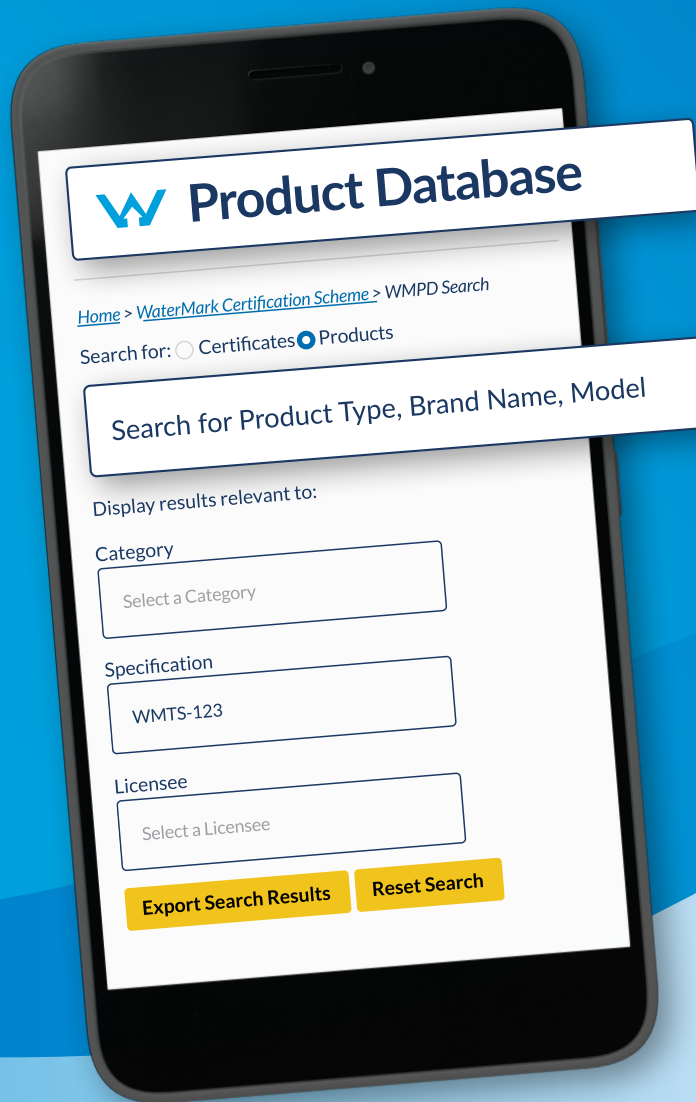 Product Database
Home > WaterMark Certification Scheme > WMPD Search
Search for: Certificates Products
Search for Product Type, Brand Name, Model
Display results relevant to:
Category
Select a Category
Specification
WMTS-123
Licensee
Select a Licensee
Export Search Results Reset Search